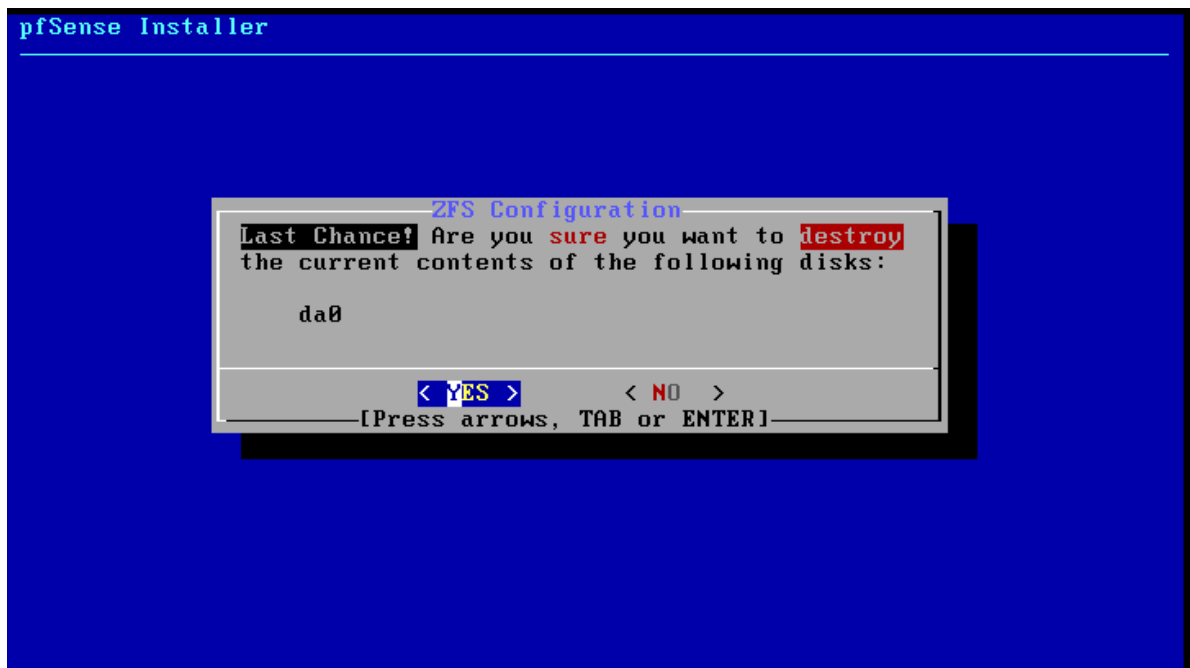 pfSense Installer
ZFS Configuration
Last Chance! Are you sure you want to destroy
the current contents of the following disks:
da0
< YES > < NO >
[Press arrows, TAB or ENTER]